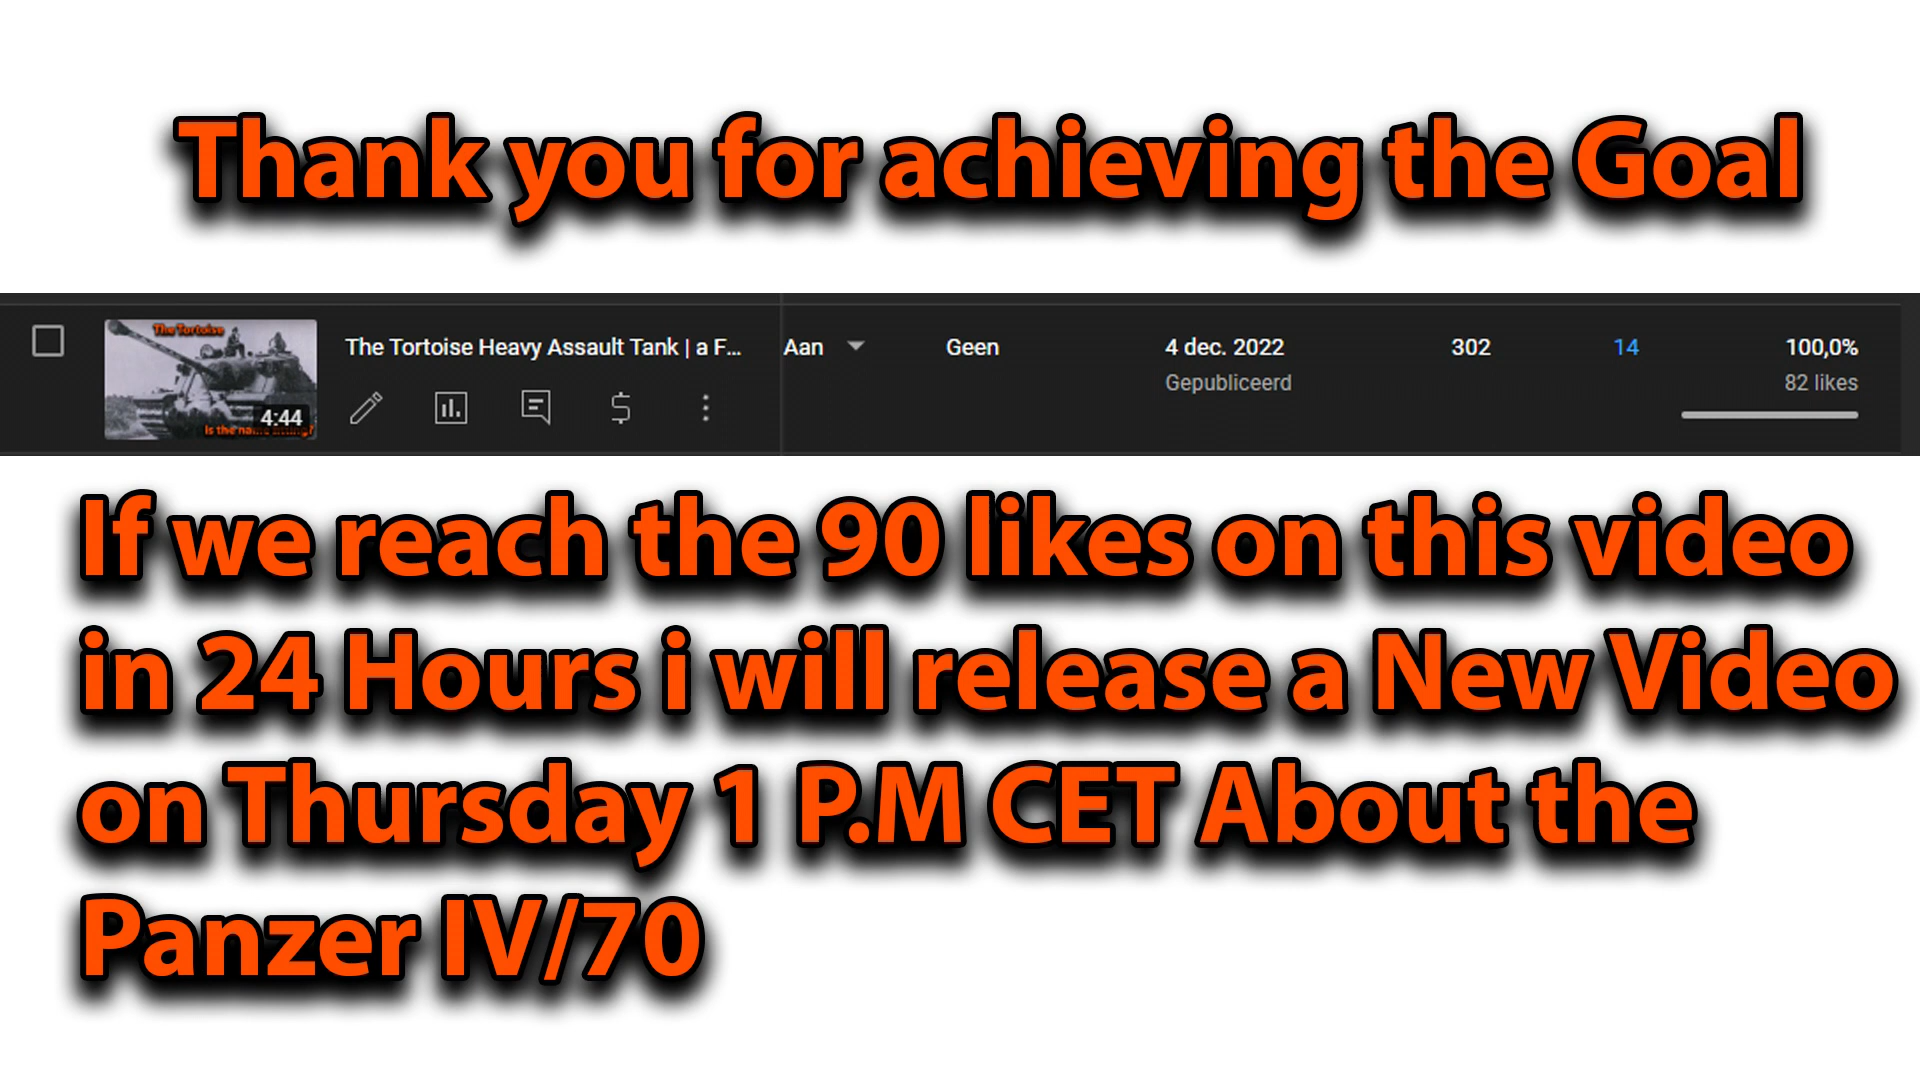 Thank you for achieving the Goal
The Tortoise
4:44
Is the
The Tortoise Heavy Assault Tank | a F...
Aan
Geen
4 dec. 2022
Gepubliceerd
302
14
100,0%
82 likes
If we reach the 90 likes on this video
in 24 Hours i will release a New Video
on Thursday 1 P.M CET About the
Panzer IV/70